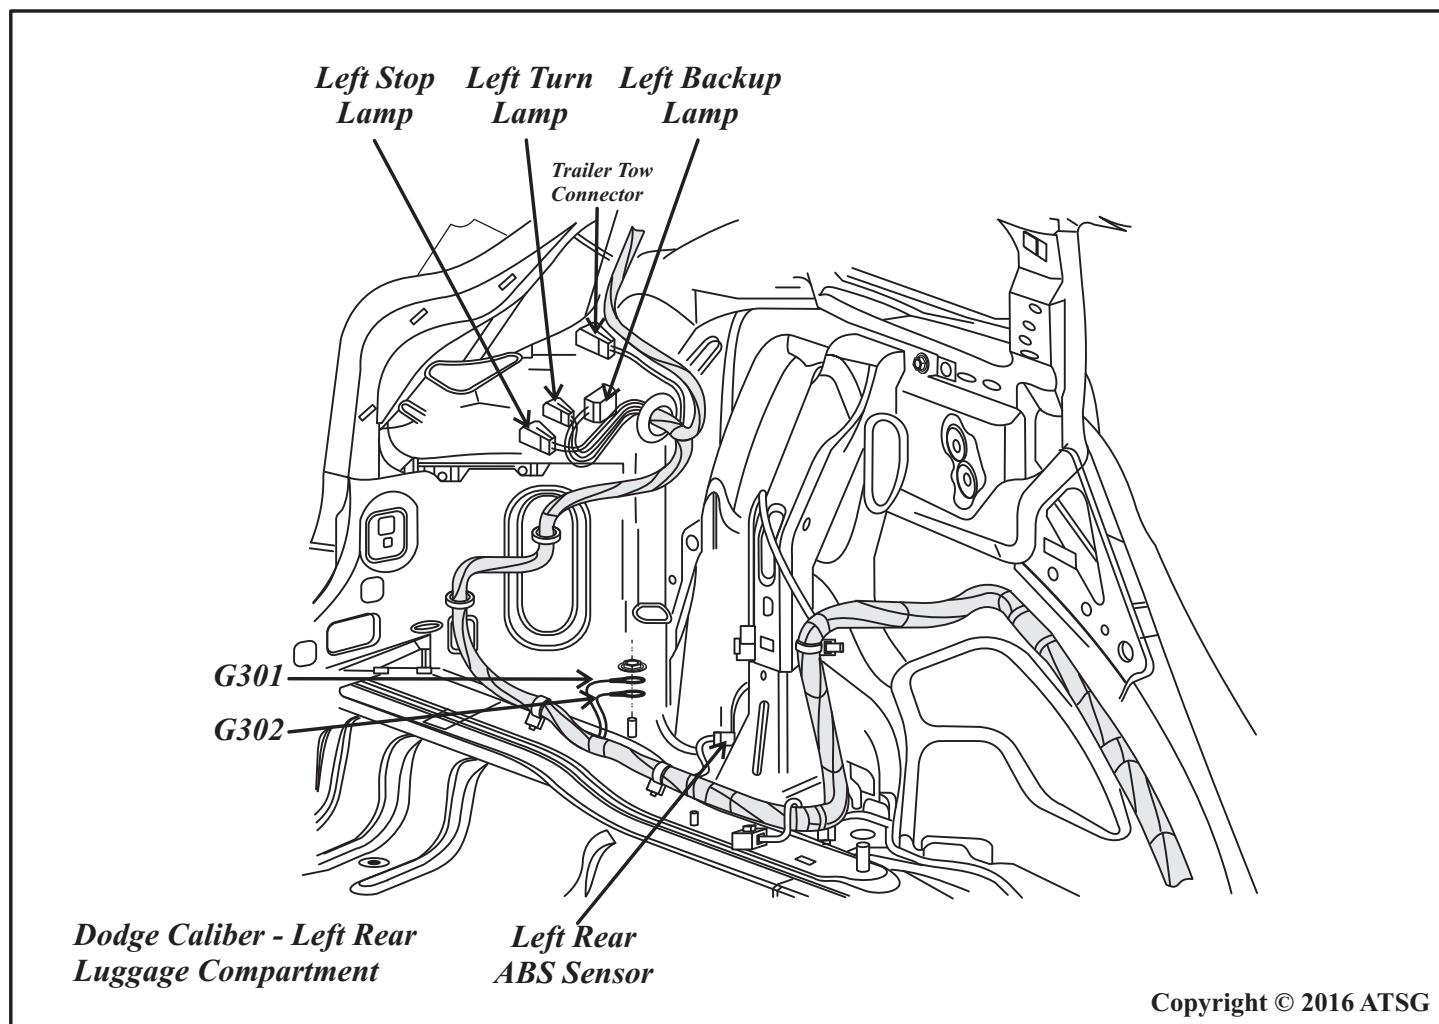 Left Stop
Lamp
Left Turn
Lamp
Left Backup
Lamp
Trailer Tow
Connector
G301
G302
Dodge Caliber - Left Rear
Luggage Compartment
Left Rear
ABS Sensor
Copyright © 2016 ATSG